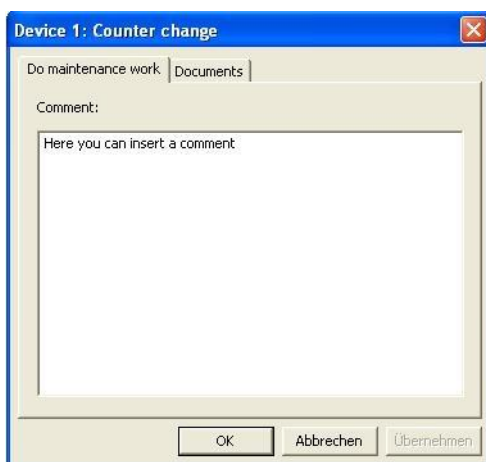 Device 1: Counter change
Do maintenance work Documents
Comment:
Here you can insert a comment
OK Abbrechen Übernehmen